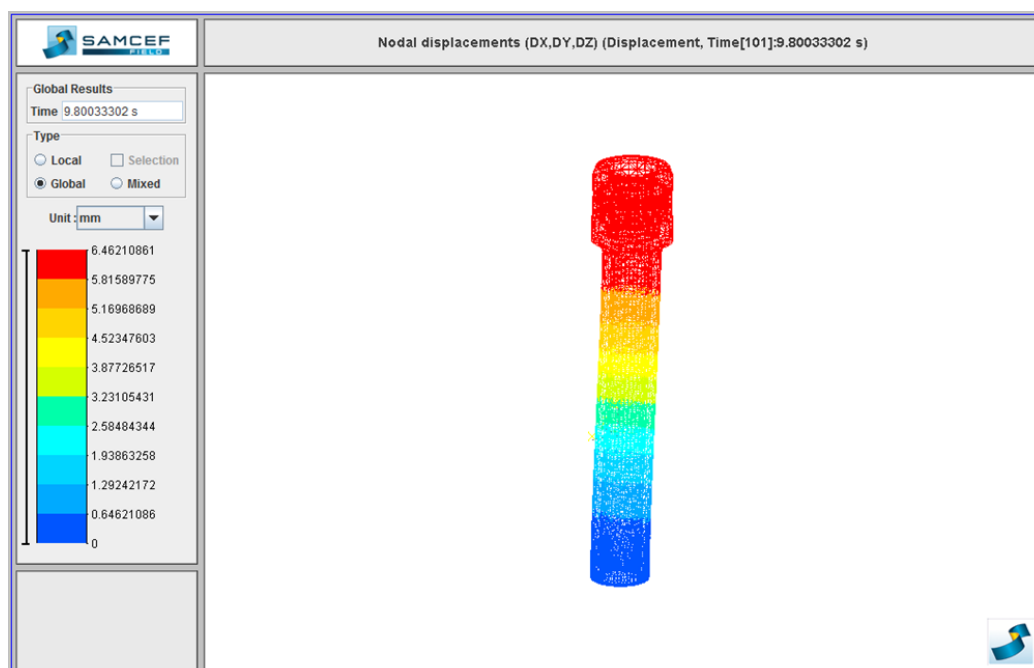 SAMCEF
FIELD
Nodal displacements (DX,DY,DZ) (Displacement, Time[101]:9.80033302 s)
Global Results
Time 9.80033302 s
Type
Local Selection
Global Mixed
Unit : mm
6.46210861
5.81589775
5.16968689
4.52347603
3.87726517
3.23105431
2.58484344
1.93863258
1.29242172
0.64621086
0